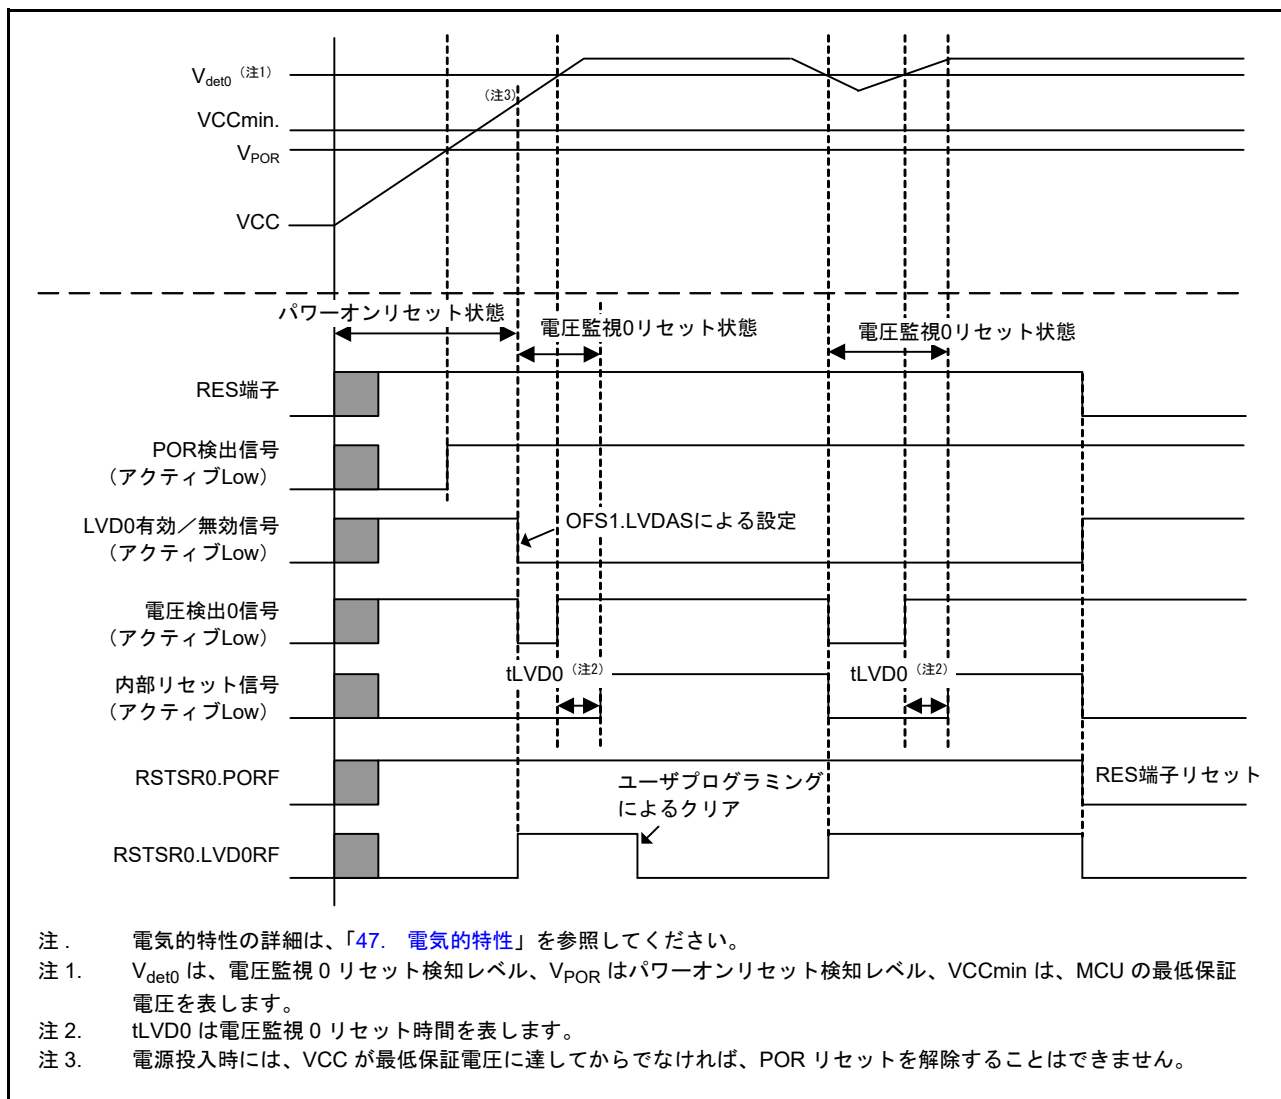 Vdet0（注1）
（注3）
VCCmin.
VPOR
VCC
パワーオンリセット状態
電圧監視0リセット状態
電圧監視0リセット状態
RES端子
POR検出信号
（アクティブLow）
LVD0有効／無効信号
（アクティブLow）
OFS1.LVDASによる設定
電圧検出0信号
（アクティブLow）
tLVD0（注2）
tLVD0（注2）
内部リセット信号
（アクティブLow）
RSTSR0.PORF
ユーザプログラミング
によるクリア
RES端子リセット
RSTSR0.LVD0RF
注 . 電気的特性の詳細は、「47. 電気的特性」を参照してください。
注 1. Vdet0 は、電圧監視 0 リセット検知レベル、VPOR はパワーオンリセット検知レベル、VCCmin は、MCU の最低保証
電圧を表します。
注 2. tLVD0 は電圧監視 0 リセット時間を表します。
注 3. 電源投入時には、VCC が最低保証電圧に達してからでなければ、POR リセットを解除することはできません。